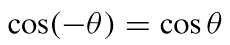 cos(−θ) = cos θ